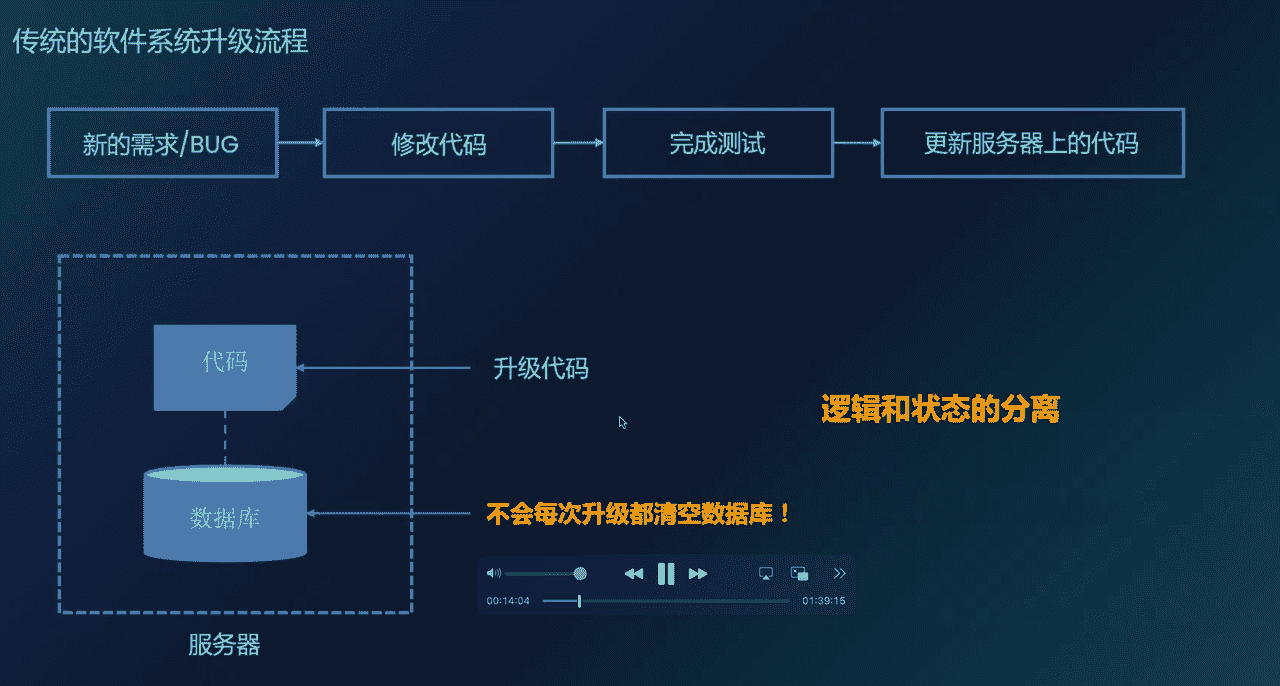 传统的软件系统升级流程
新的需求/BUG
修改代码
完成测试
更新服务器上的代码
代码
升级代码
逻辑和状态的分离
数据库
不会每次升级都清空数据库！
00:14:04
01:39:15
服务器